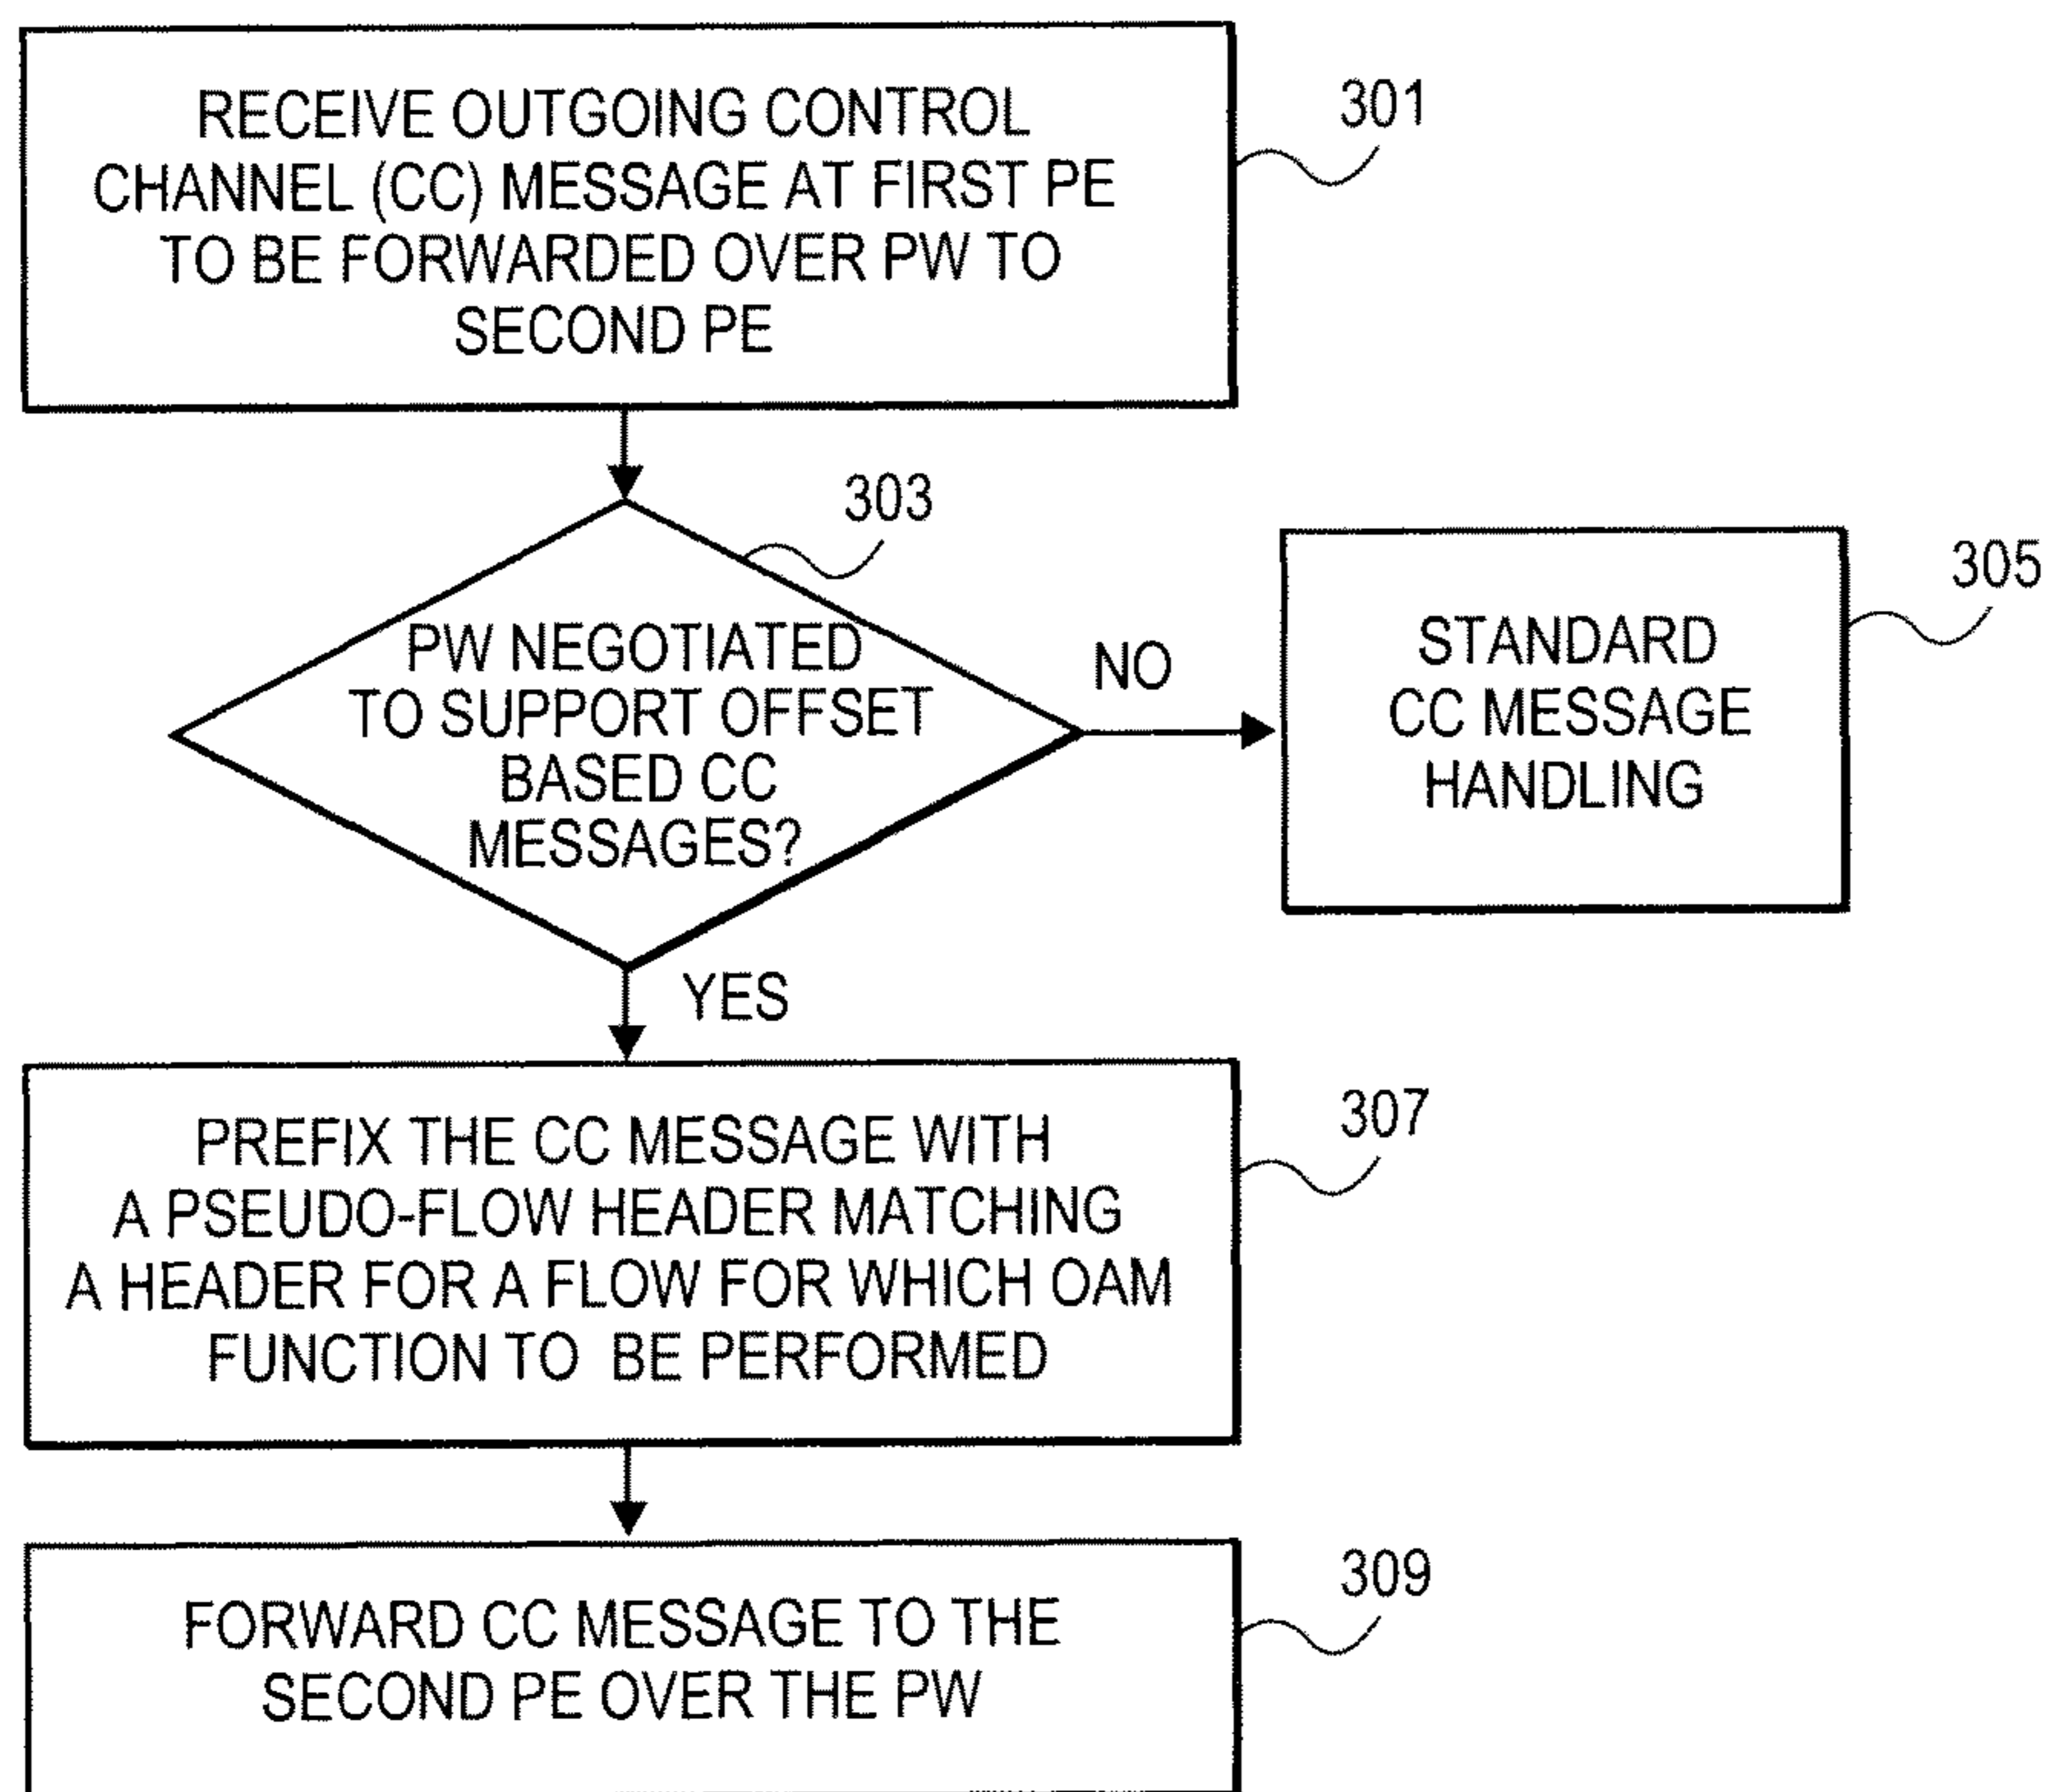 RECEIVE OUTGOING CONTROL
CHANNEL (CC) MESSAGE AT FIRST PE
TO BE FORWARDED OVER PW TO
SECOND PE
301
303
PW NEGOTIATED
TO SUPPORT OFFSET
BASED CC
MESSAGES?
NO
305
STANDARD
CC MESSAGE
HANDLING
YES
307
PREFIX THE CC MESSAGE WITH
A PSEUDO-FLOW HEADER MATCHING
A HEADER FOR A FLOW FOR WHICH OAM
FUNCTION TO BE PERFORMED
309
FORWARD CC MESSAGE TO THE
SECOND PE OVER THE PW